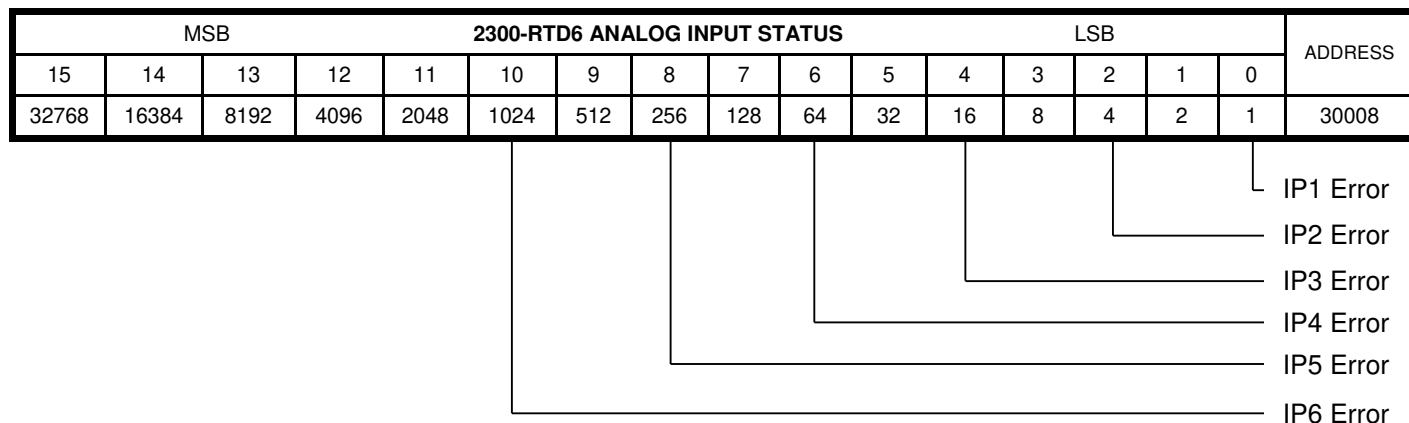 MSB 2300-RTD6 ANALOG INPUT STATUS LSB ADDRESS
15 14 13 12 11 10 9 8 7 6 5 4 3 2 1 0
32768 16384 8192 4096 2048 1024 512 256 128 64 32 16 8 4 2 1 30008
IP1 Error
IP2 Error
IP3 Error
IP4 Error
IP5 Error
IP6 Error